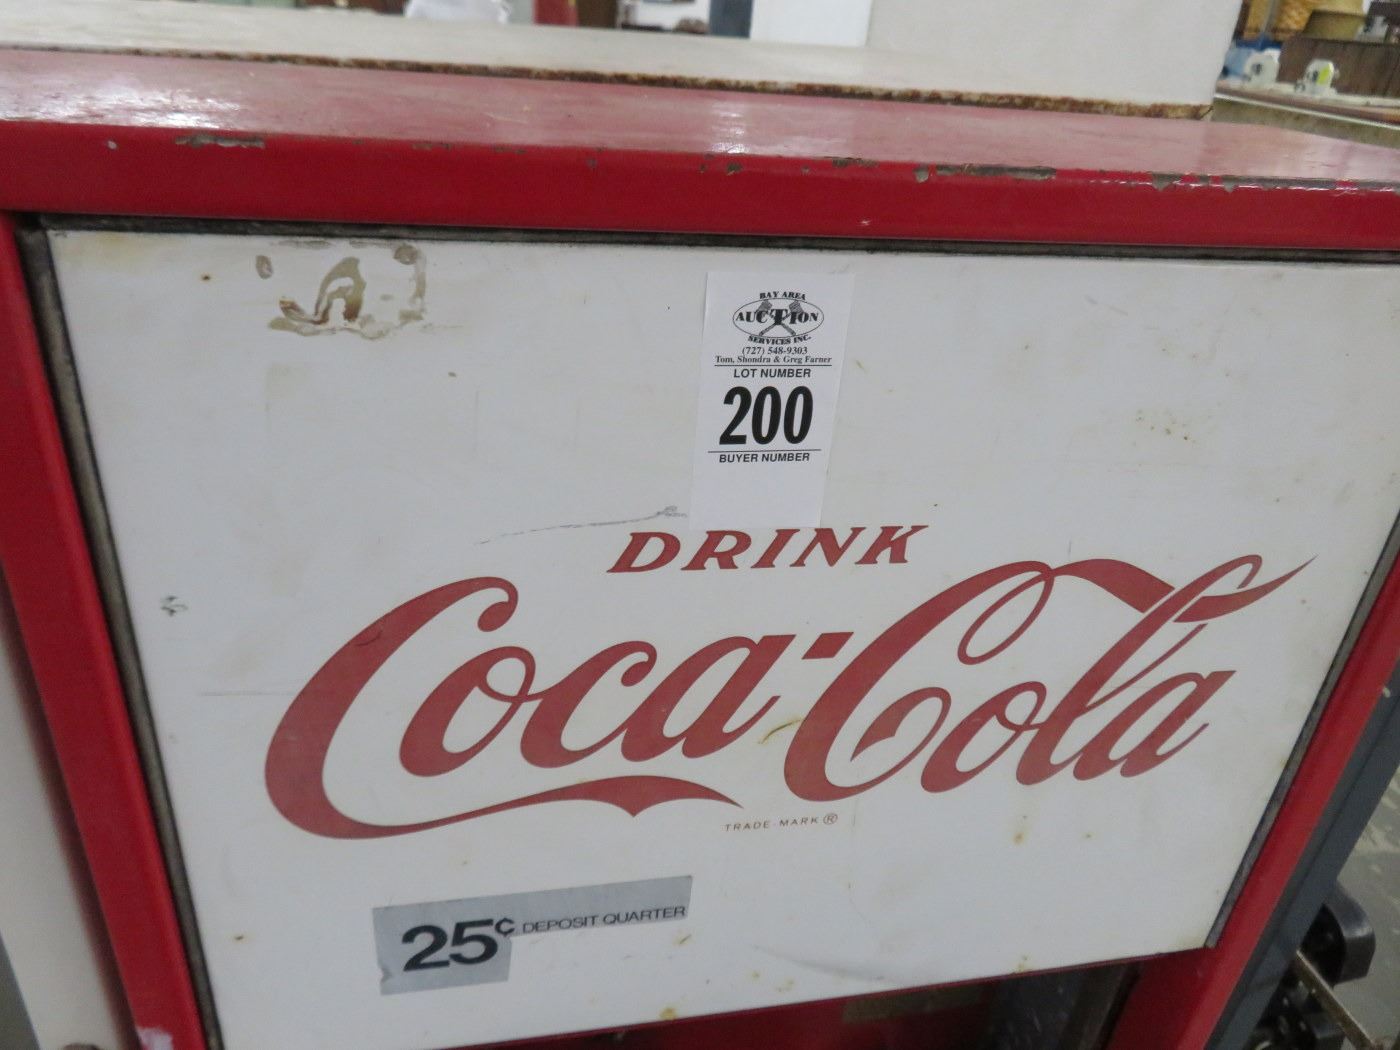 BAY AREA
AUCTION
SERVICES INC.
(727) 548-9303
Tom, Shondra & Greg Farner
LOT NUMBER
200
BUYER NUMBER
DRINK
Coca-Cola
TRADE-MARK ®
25¢ DEPOSIT QUARTER